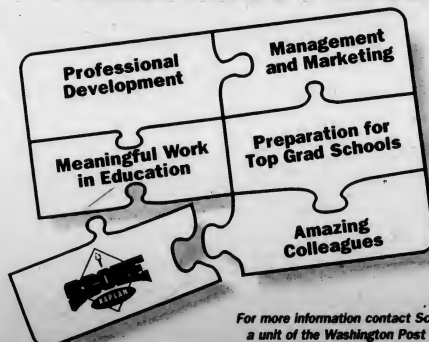 Professional
Development
Management
and Marketing
Meaningful Work
in Education
Preparation for
Top Grad Schools
Amazing
Colleagues
SCORE
KAPLAN
For more information contact
a unit of the Washington Post